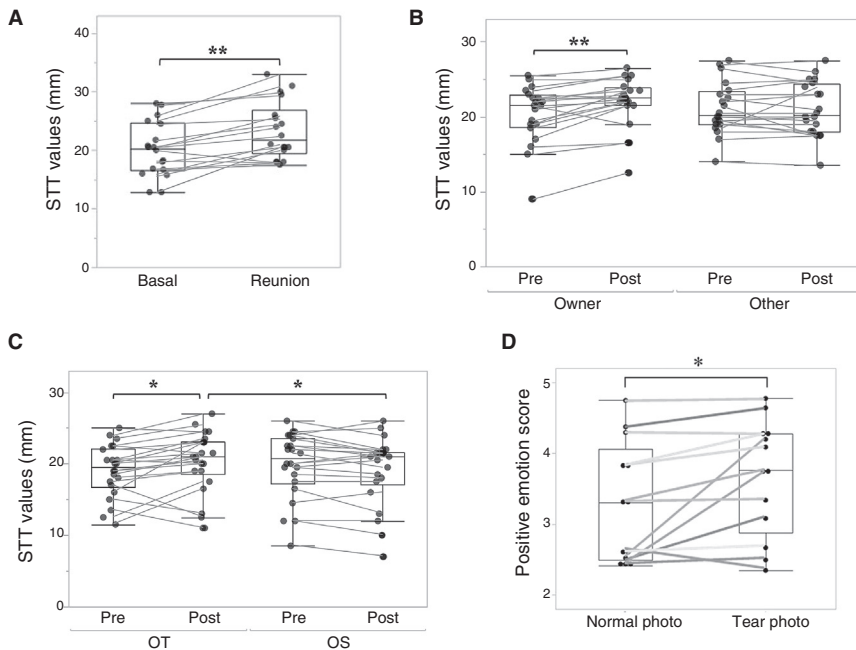 A
STT values (mm)
40
30
20
10
0
**
Basal Reunion
B
STT values (mm)
30
20
10
0
**
Pre Post Pre Post
Owner Other
C
STT values (mm)
30
20
10
0
* *
Pre Post Pre Post
OT OS
D
Positive emotion score
5
4
3
2
*
Normal photo Tear photo